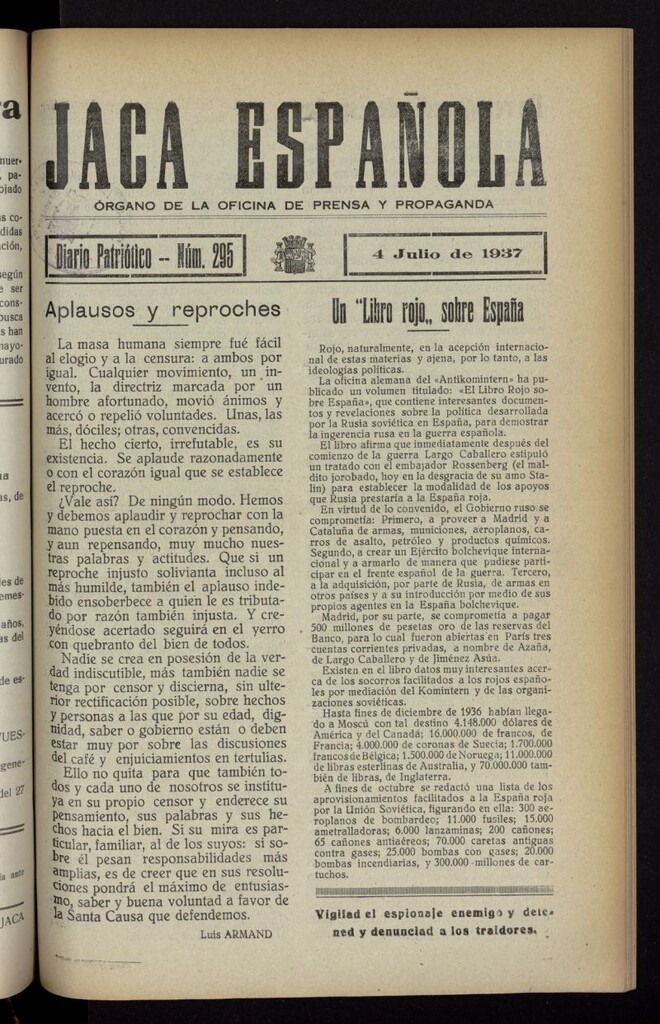 JACA ESPAÑOLA
ÓRGANO DE LA OFICINA DE PRENSA Y PROPAGANDA
Diario Patriótico -- Núm. 295
4 Julio de 1937
Aplausos y reproches
La masa humana siempre fué fácil
al elogio y a la censura: a ambos por
igual. Cualquier movimiento, un in-
vento, la directriz marcada por un
hombre afortunado, movió ánimos y
acercó o repelió voluntades. Unas, las
más, dóciles; otras, convencidas.
El hecho cierto, irrefutable, es su
existencia. Se aplaude razonadamente
o con el corazón igual que se establece
el reproche.
¿Vale así? De ningún modo. Hemos
y debemos aplaudir y reprochar con la
mano puesta en el corazón y pensando,
y aun repensando, muy mucho nues-
tras palabras y actitudes. Que si un
reproche injusto solivianta incluso al
más humilde, también el aplauso inde-
bido ensoberbece a quien le es tributa-
do por razón también injusta. Y cre-
yéndose acertado seguirá en el yerro
con quebranto del bien de todos.
Nadie se crea en posesión de la ver-
dad indiscutible, más también nadie se
tenga por censor y discierna, sin ulte-
rior rectificación posible, sobre hechos
y personas a las que por su edad, dig-
nidad, saber o gobierno están o deben
estar muy por sobre las discusiones
del café y enjuiciamientos en tertulias.
Ello no quita para que también to-
dos y cada uno de nosotros se institu-
ya en su propio censor y enderece su
pensamiento, sus palabras y sus he-
chos hacia el bien. Si su mira es par-
ticular, familiar, al de los suyos: si so-
bre él pesan responsabilidades más
amplias, es de creer que en sus resolu-
ciones pondrá el máximo de entusias-
mo, saber y buena voluntad a favor de
la Santa Causa que defendemos.
Luis ARMAND
Un "Libro rojo„ sobre España
Rojo, naturalmente, en la acepción internacio-
nal de estas materias y ajena, por lo tanto, a las
ideologías políticas.
La oficina alemana del «Antikomintern» ha pu-
blicado un volumen titulado: «El Libro Rojo so-
bre España», que contiene interesantes documen-
tos y revelaciones sobre la política desarrollada
por la Rusia soviética en España, para demostrar
la ingerencia rusa en la guerra española.
El libro afirma que inmediatamente después del
comienzo de la guerra Largo Caballero estipuló
un tratado con el embajador Rossenberg (el mal-
dito jorobado, hoy en la desgracia de su amo Sta-
lin) para establecer la modalidad de los apoyos
que Rusia prestaría a la España roja.
En virtud de lo convenido, el Gobierno ruso se
comprometía: Primero, a proveer a Madrid y a
Cataluña de armas, municiones, aeroplanos, ca-
rros de asalto, petróleo y productos químicos.
Segundo, a crear un Ejército bolchevique interna-
cional y a armarlo de manera que pudiese parti-
cipar en el frente español de la guerra. Tercero,
a la adquisición, por parte de Rusia, de armas en
otros países y a su introducción por medio de sus
propios agentes en la España bolchevique.
Madrid, por su parte, se comprometía a pagar
500 millones de pesetas oro de las reservas del
Banco, para lo cual fueron abiertas en París tres
cuentas corrientes privadas, a nombre de Azaña,
de Largo Caballero y de Jiménez Asúa.
Existen en el libro datos muy interesantes acer-
ca de los socorros facilitados a los rojos españo-
les por mediación del Komintern y de las organi-
zaciones soviéticas.
Hasta fines de diciembre de 1936 habían llega-
do a Moscú con tal destino 4.148.000 dólares de
América y del Canadá; 16.000.000 de francos, de
Francia; 4.000.000 de coronas de Suecia; 1.700.000
francos de Bélgica; 1.500.000 de Noruega; 11.000.000
de libras esterlinas de Australia, y 70.000.000 tam-
bién de libras, de Inglaterra.
A fines de octubre se redactó una lista de los
aprovisionamientos facilitados a la España roja
por la Unión Soviética, figurando en ella: 300 ae-
roplanos de bombardeo; 11.000 fusiles; 15.000
ametralladoras; 6.000 lanzaminas; 200 cañones;
65 cañones antiaéreos; 70.000 caretas antiguas
contra gases; 25.000 bombas con gases; 20.000
bombas incendiarias, y 300.000 millones de car-
tuchos.
Vigilad el espionaje enemigo y dete-
ned y denunciad a los traidores.